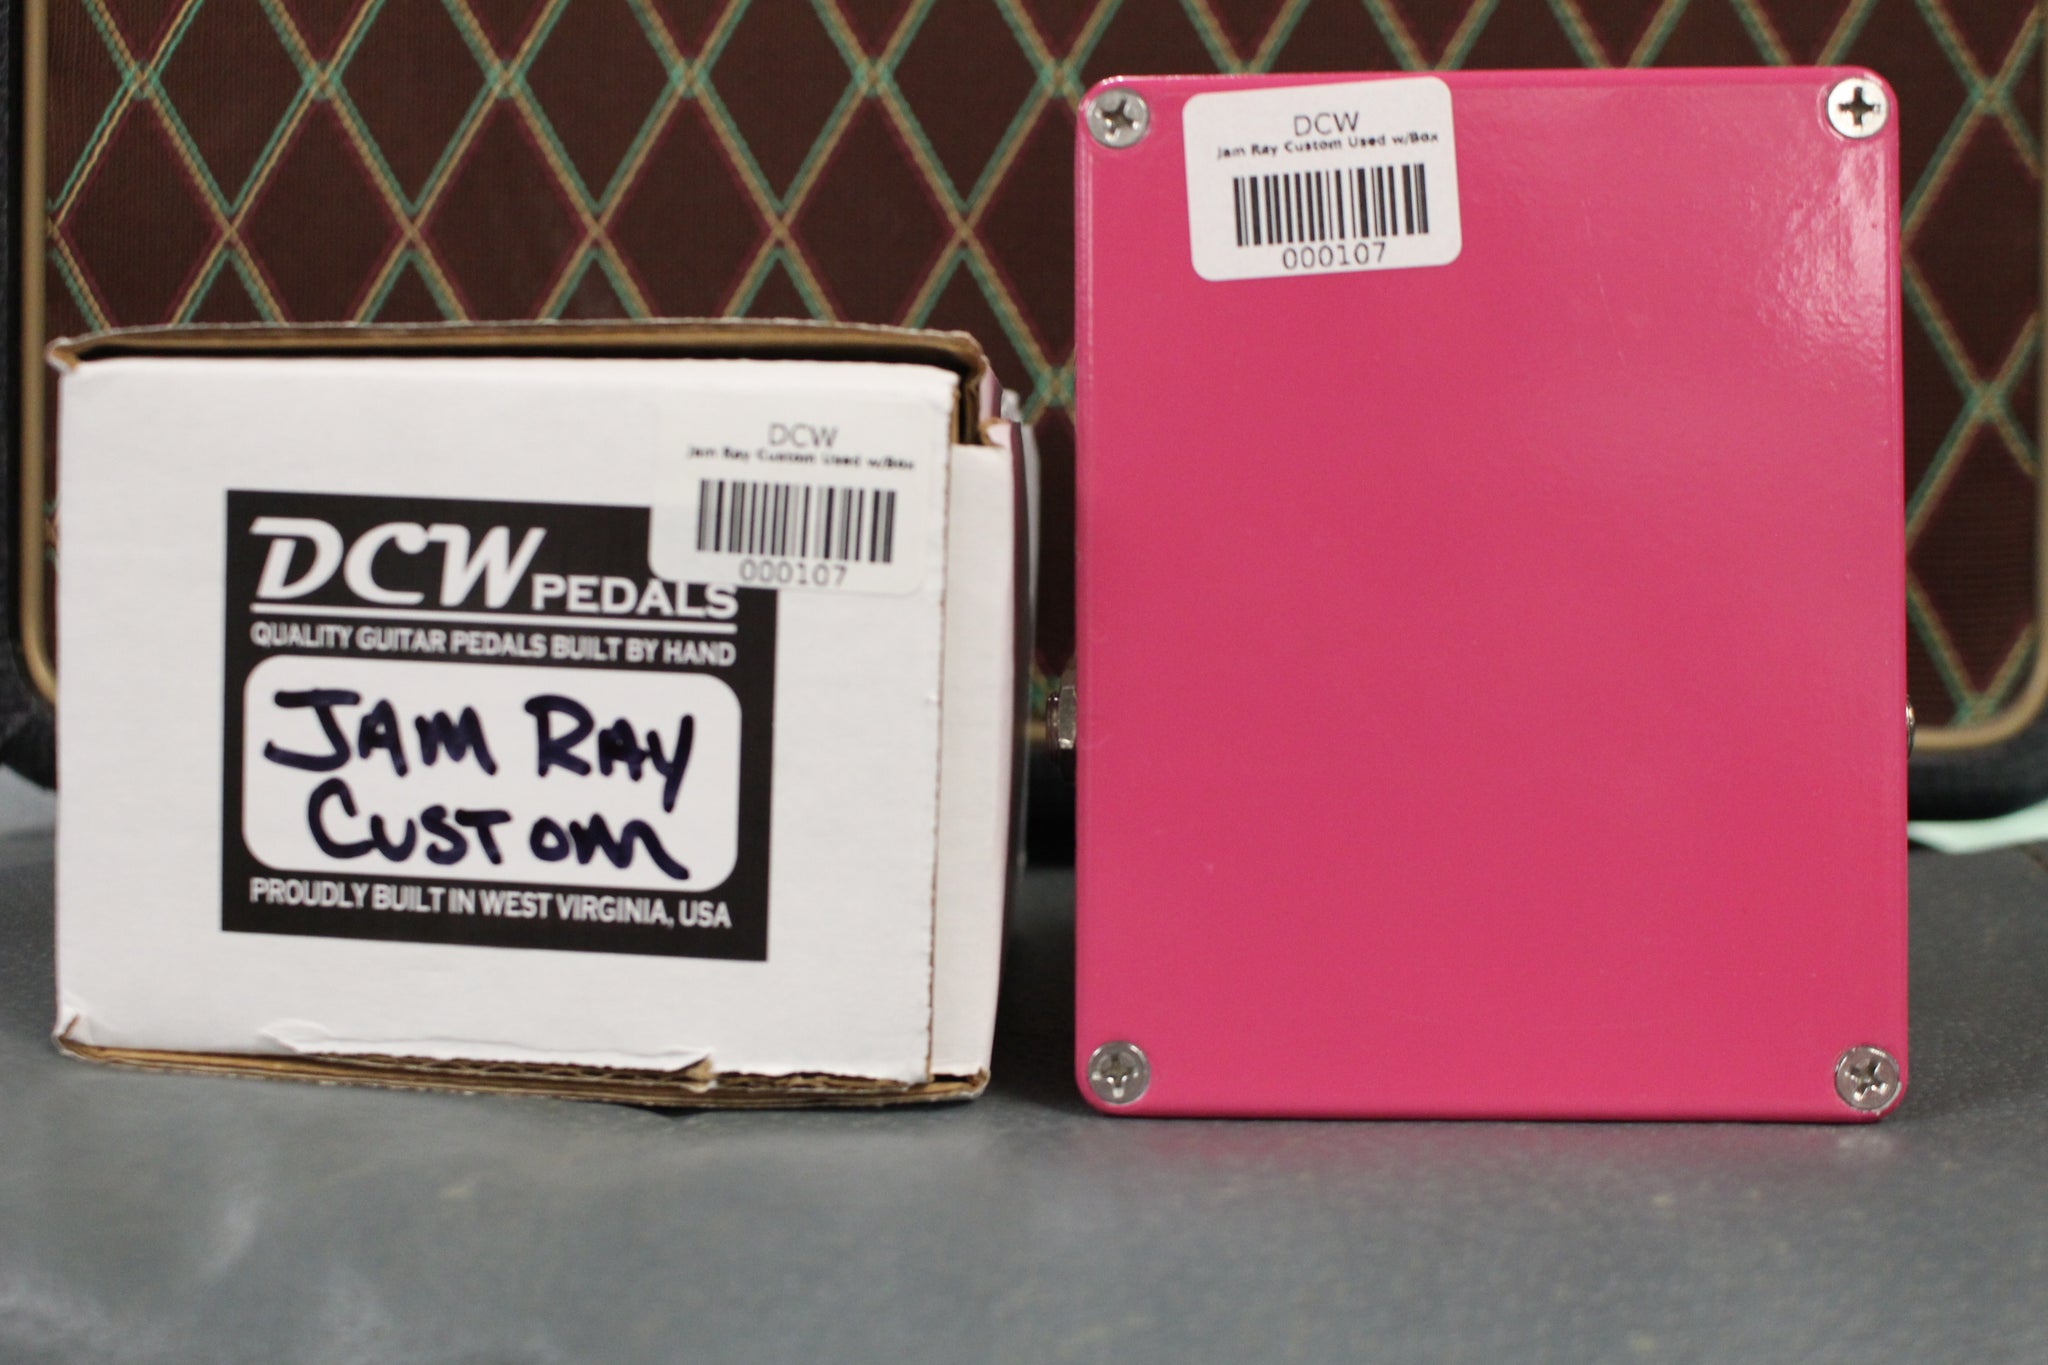 DCW
Jam Ray Custom Used w/Box
000107
DCW PEDALS
QUALITY GUITAR PEDALS BUILT BY HAND
JAM RAY
CUSTOM
PROUDLY BUILT IN WEST VIRGINIA, USA
DCW
Jam Ray Custom Used w/Box
000107